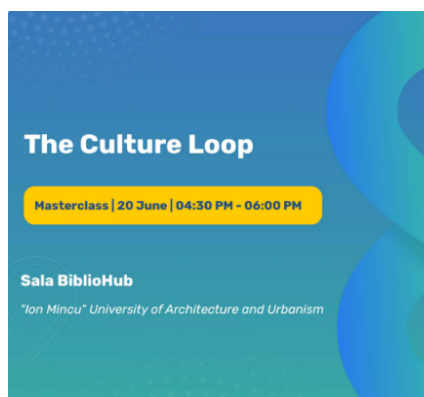 The Culture Loop
Masterclass | 20 June | 04:30 PM - 06:00 PM
Sala BiblioHub
"Ion Mincu" University of Architecture and Urbanism